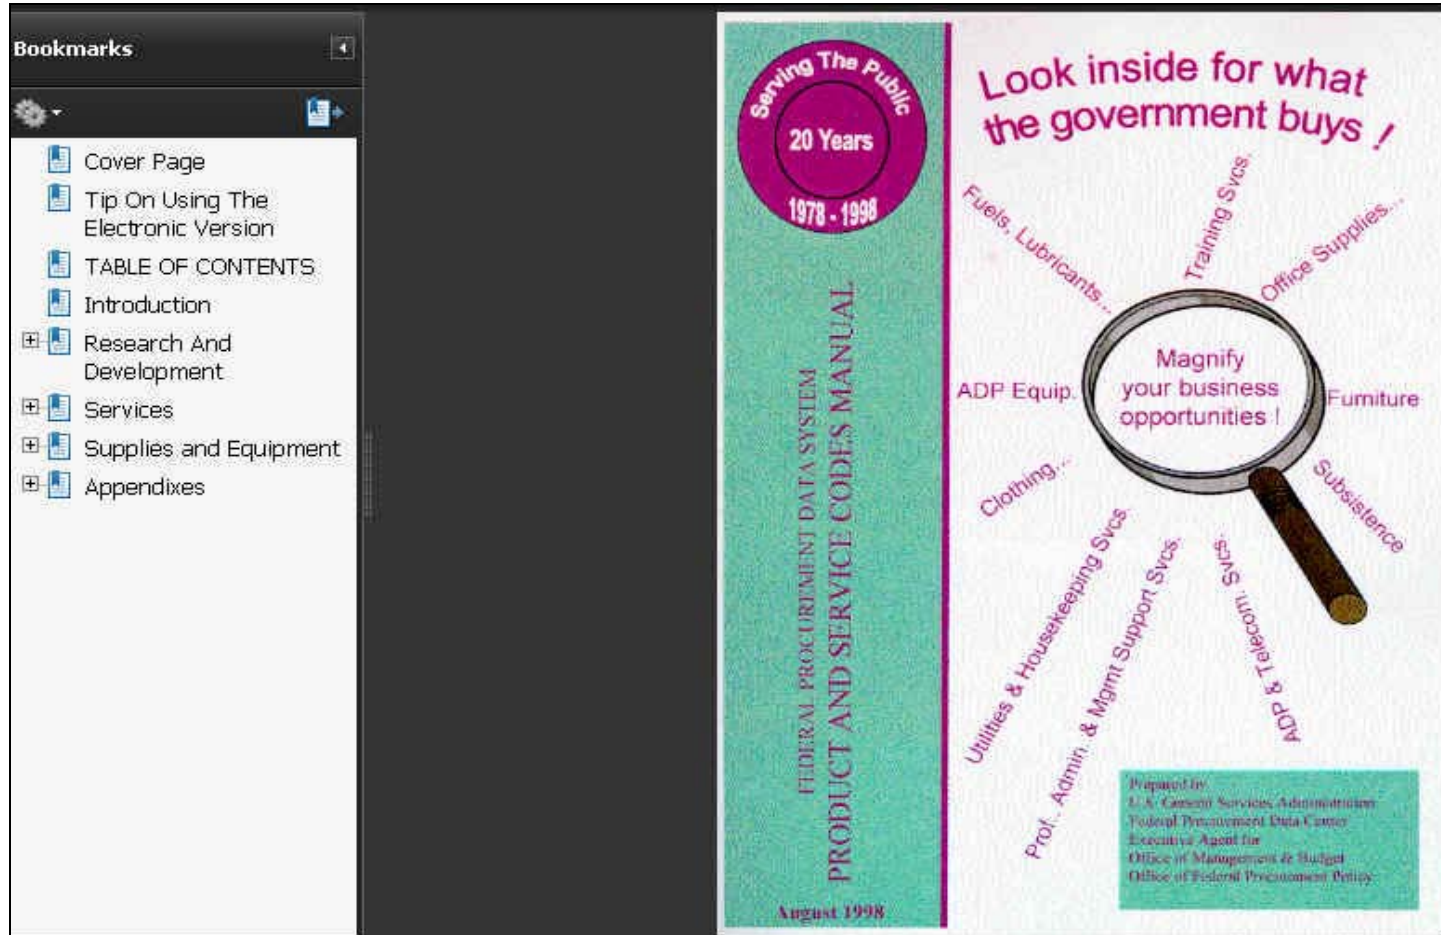 Bookmarks
Cover Page
Tip On Using The
Electronic Version
TABLE OF CONTENTS
Introduction
Research And
Development
Services
Supplies and Equipment
Appendixes
Serving The Public
20 Years
1978 - 1998
FEDERAL PROCUREMENT DATA SYSTEM
PRODUCT AND SERVICE CODES MANUAL
August 1998
Look inside for what
the government buys !
Fuels, Lubricants...
Training Svcs.
Office Supplies...
ADP Equip.
Magnify
your business
opportunities !
Furniture
Clothing...
Subsistence
Utilities & Housekeeping Svcs.
Prof., Admin. & Mgmt Support Svcs.
ADP & Telecom. Svcs.
Prepared by
U.S. General Services Administration
Federal Procurement Data Center
Executive Agent for
Office of Management & Budget
Office of Federal Procurement Policy